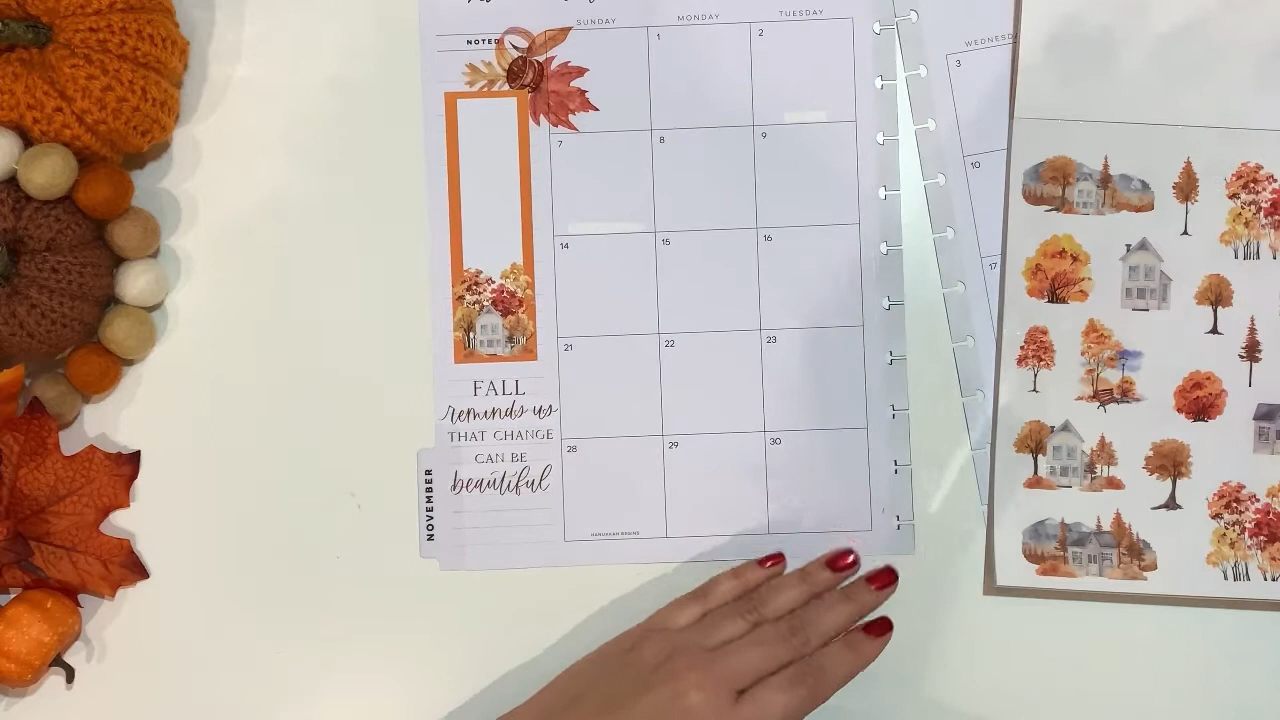 SUNDAY MONDAY TUESDAY
NOTES
1 2
7 8 9
14 15 16
21 22 23
28 29 30
HANUKKAH BEGINS
FALL
reminds us
THAT CHANGE
CAN BE
beautiful
NOVEMBER
3
10
17